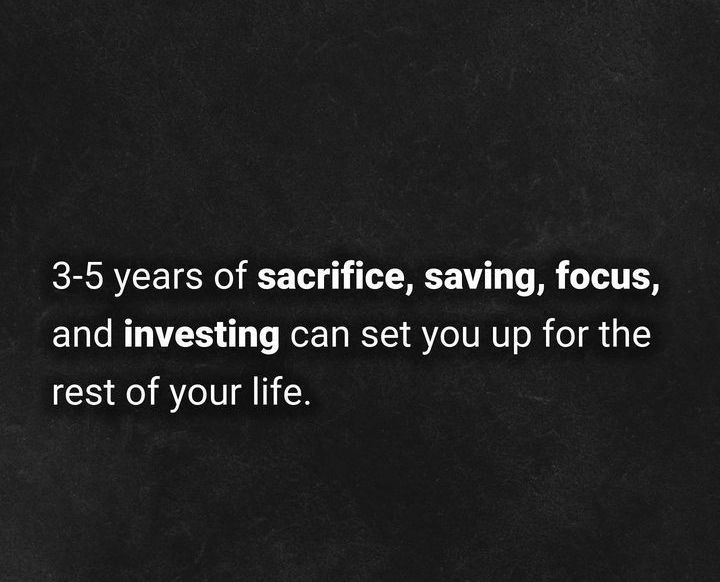 3-5 years of sacrifice, saving, focus,
and investing can set you up for the
rest of your life.